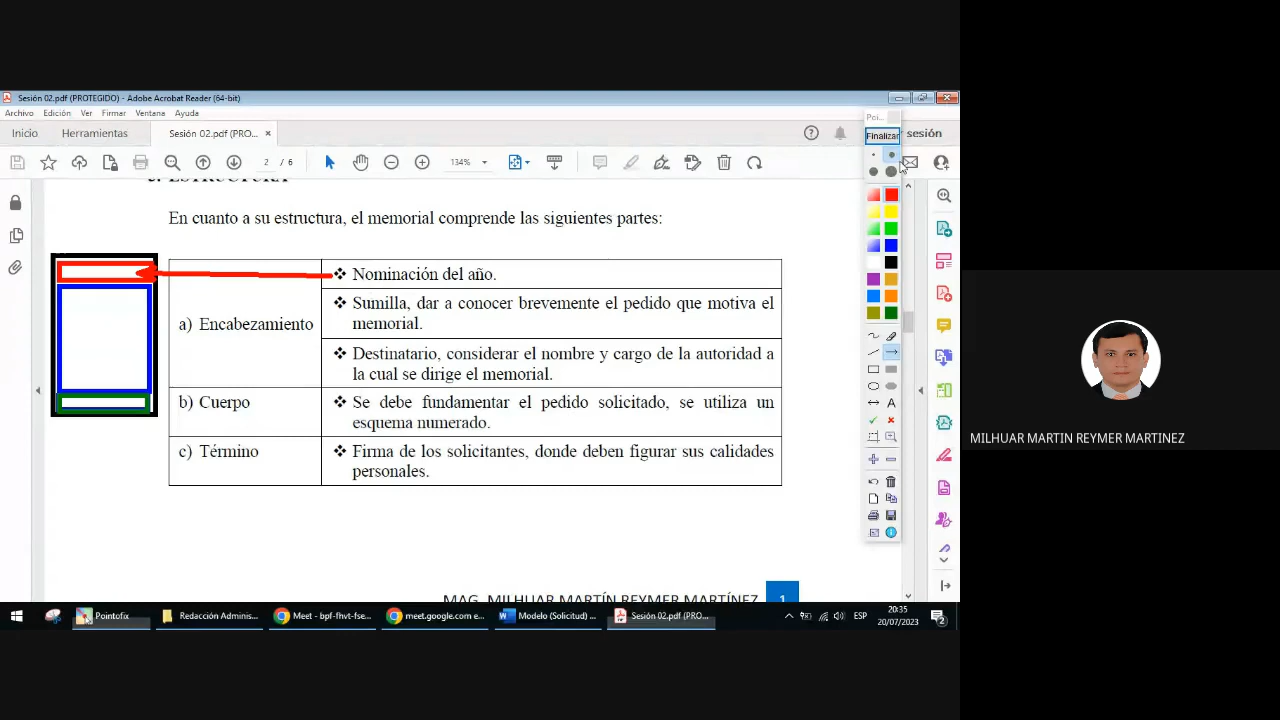 Sesión 02.pdf (PROTEGIDO) - Adobe Acrobat Reader (64-bit)
Archivo Edición Ver Firmar Ventana Ayuda
Inicio Herramientas Sesión 02.pdf (PRO... × sesión
2 / 6 134%
Poi...
Finalizar
3. ESTRUCTURA
En cuanto a su estructura, el memorial comprende las siguientes partes:
a) Encabezamiento
❖ Nominación del año.
❖ Sumilla, dar a conocer brevemente el pedido que motiva el
memorial.
❖ Destinatario, considerar el nombre y cargo de la autoridad a
la cual se dirige el memorial.
b) Cuerpo
❖ Se debe fundamentar el pedido solicitado, se utiliza un
esquema numerado.
c) Término
❖ Firma de los solicitantes, donde deben figurar sus calidades
personales.
MAG. MILHUAR MARTÍN REYMER MARTÍNEZ 1
MILHUAR MARTIN REYMER MARTINEZ
Pointofix Redacción Adminis... Meet - bpf-fhvt-fse... meet.google.com e... Modelo (Solicitud) ... Sesión 02.pdf (PRO... ESP
20:35
20/07/2023
2